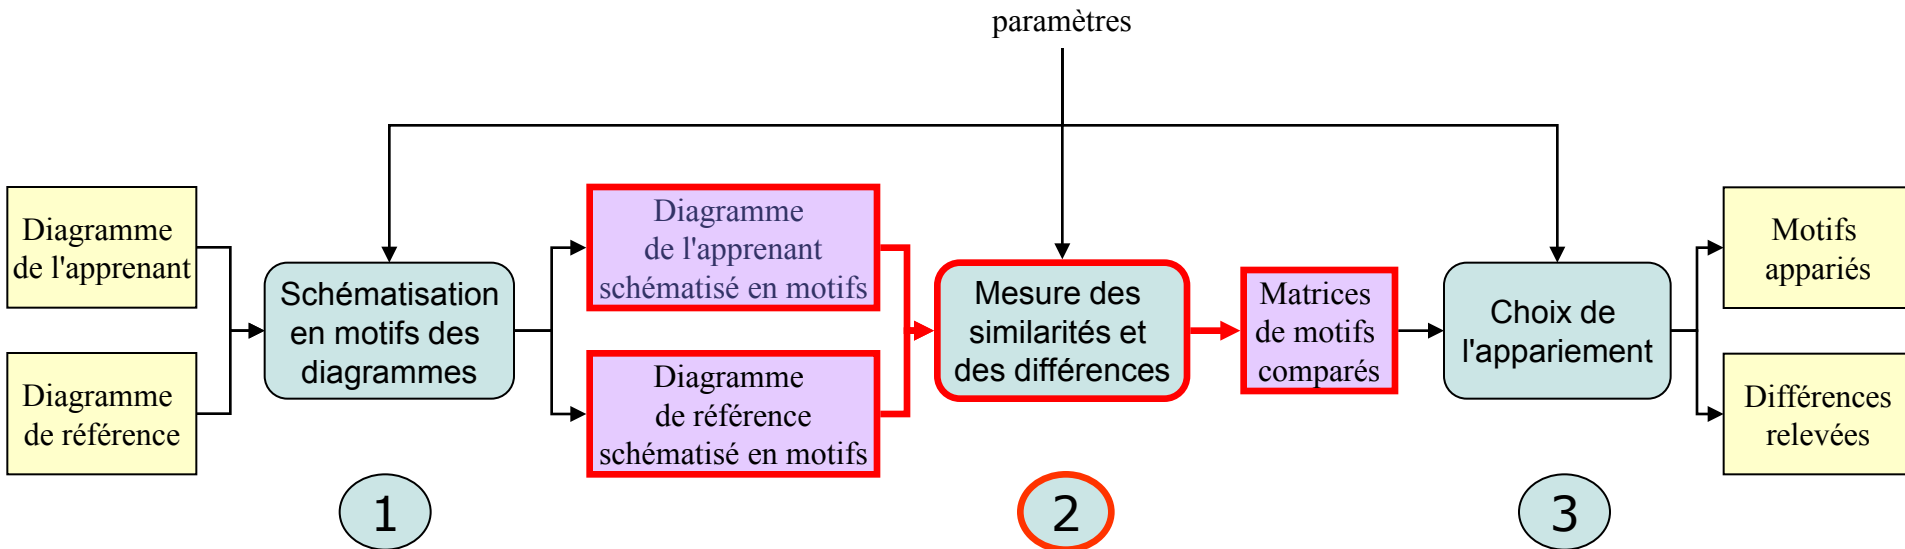 paramètres
Diagramme
de l'apprenant
Diagramme
de référence
Schématisation
en motifs des
diagrammes
Diagramme
de l'apprenant
schématisé en motifs
Diagramme
de référence
schématisé en motifs
Mesure des
similarités et
des différences
Matrices
de motifs
comparés
Choix de
l'appariement
Motifs
appariés
Différences
relevées
1
2
3